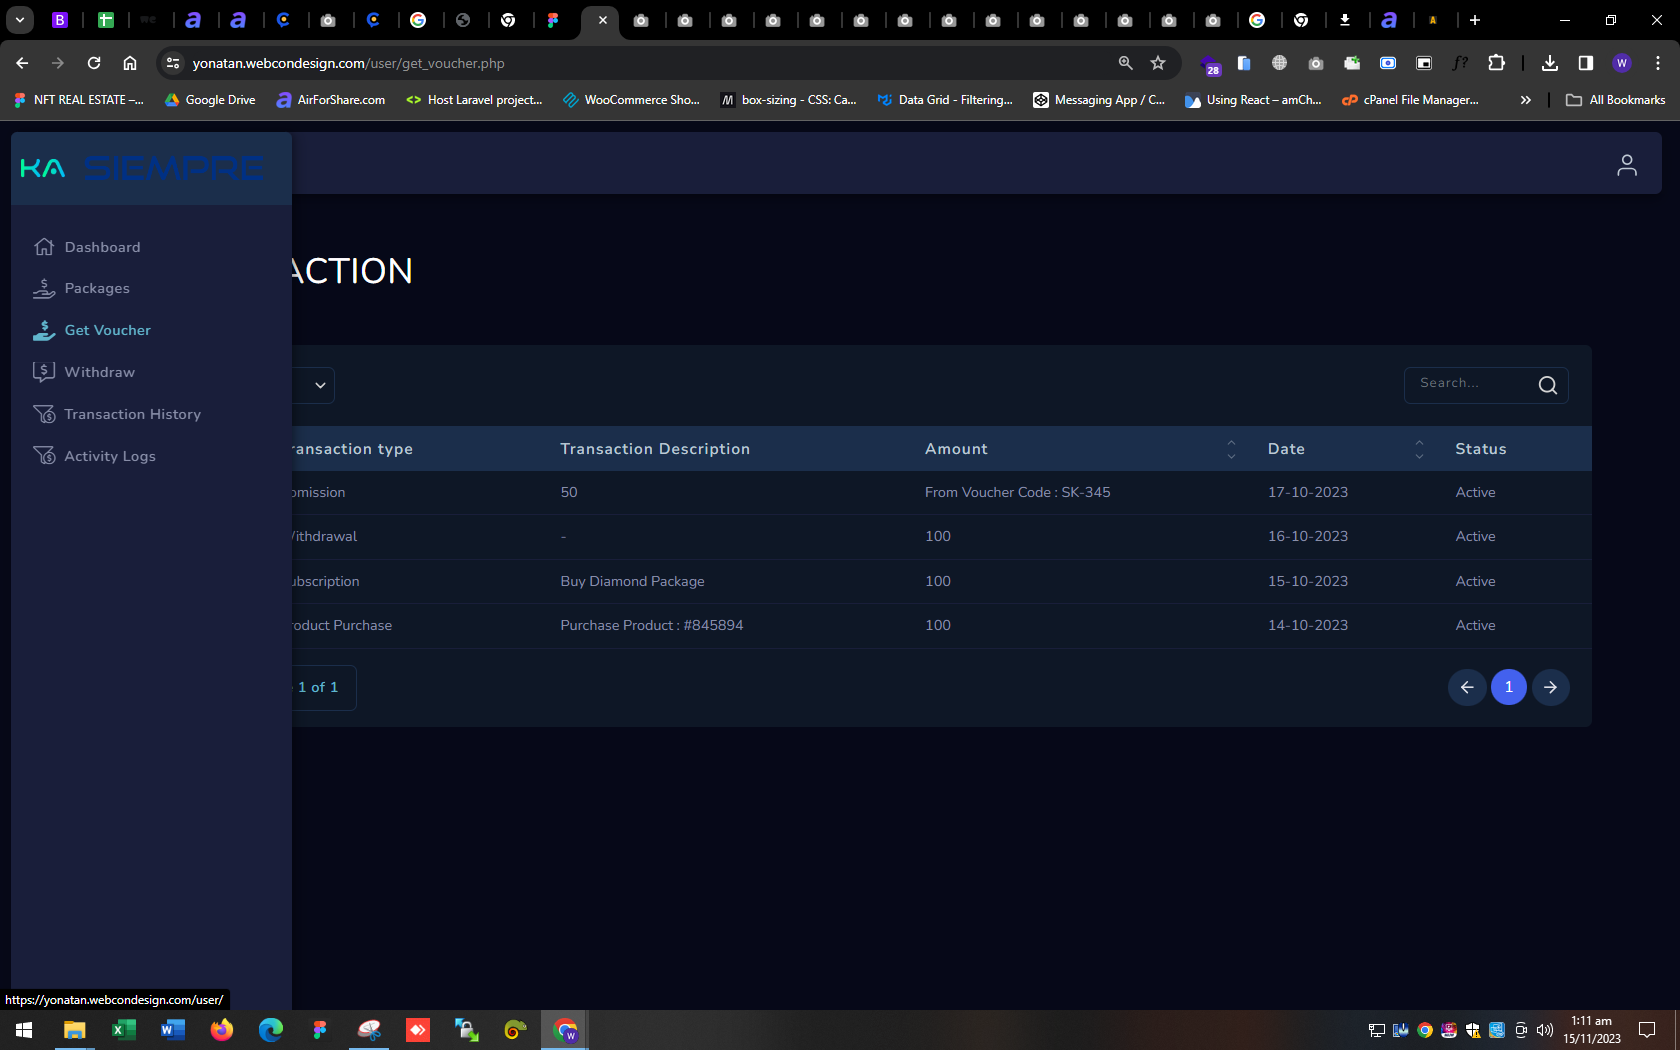 28
yonatan.webcondesign.com/user/get_voucher.php
NFT REAL ESTATE –...
Google Drive
AirForShare.com
Host Laravel project...
WooCommerce Sho...
box-sizing - CSS: Ca...
Data Grid - Filtering...
Messaging App / C...
Using React – amCh...
cPanel File Manager...
All Bookmarks
KA SIEMPRE
Dashboard
Packages
Get Voucher
Withdraw
Transaction History
Activity Logs
ACTION
Search...
ransaction type Transaction Description Amount Date Status
omission 50 From Voucher Code : SK-345 17-10-2023 Active
ithdrawal - 100 16-10-2023 Active
ubscription Buy Diamond Package 100 15-10-2023 Active
roduct Purchase Purchase Product : #845894 100 14-10-2023 Active
1 of 1
1
https://yonatan.webcondesign.com/user/
1:11 am
15/11/2023